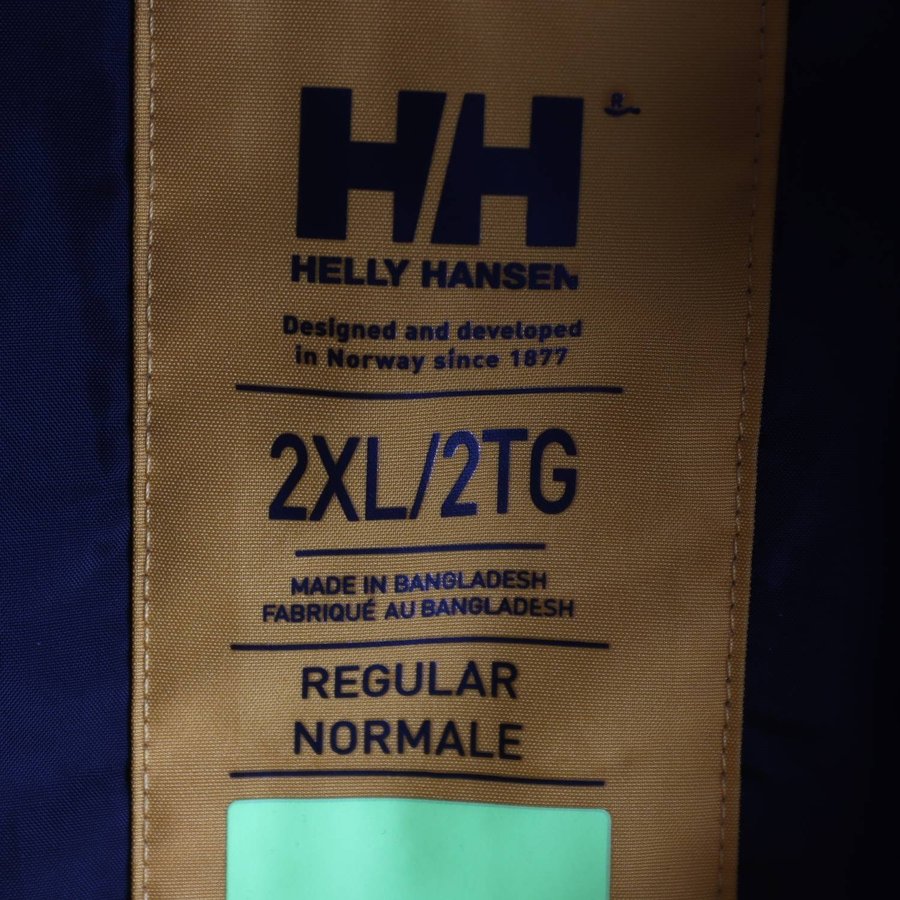 H/H ®
HELLY HANSEN
Designed and developed
in Norway since 1877
2XL/2TG
MADE IN BANGLADESH
FABRIQUÉ AU BANGLADESH
REGULAR
NORMALE